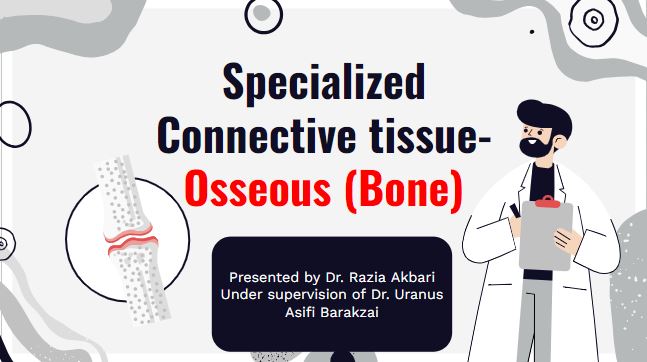 Specialized
Connective tissue-
Osseous (Bone)
Presented by Dr. Razia Akbari
Under supervision of Dr. Uranus
Asifi Barakzai